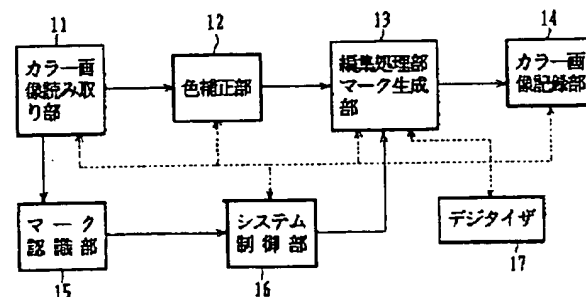 11
カラー画
像読み取
り部
12
色補正部
13
編集処理部
マーク生成
部
14
カラー画
像記録部
マーク
認識部
15
システム
制御部
16
デジタイザ
17